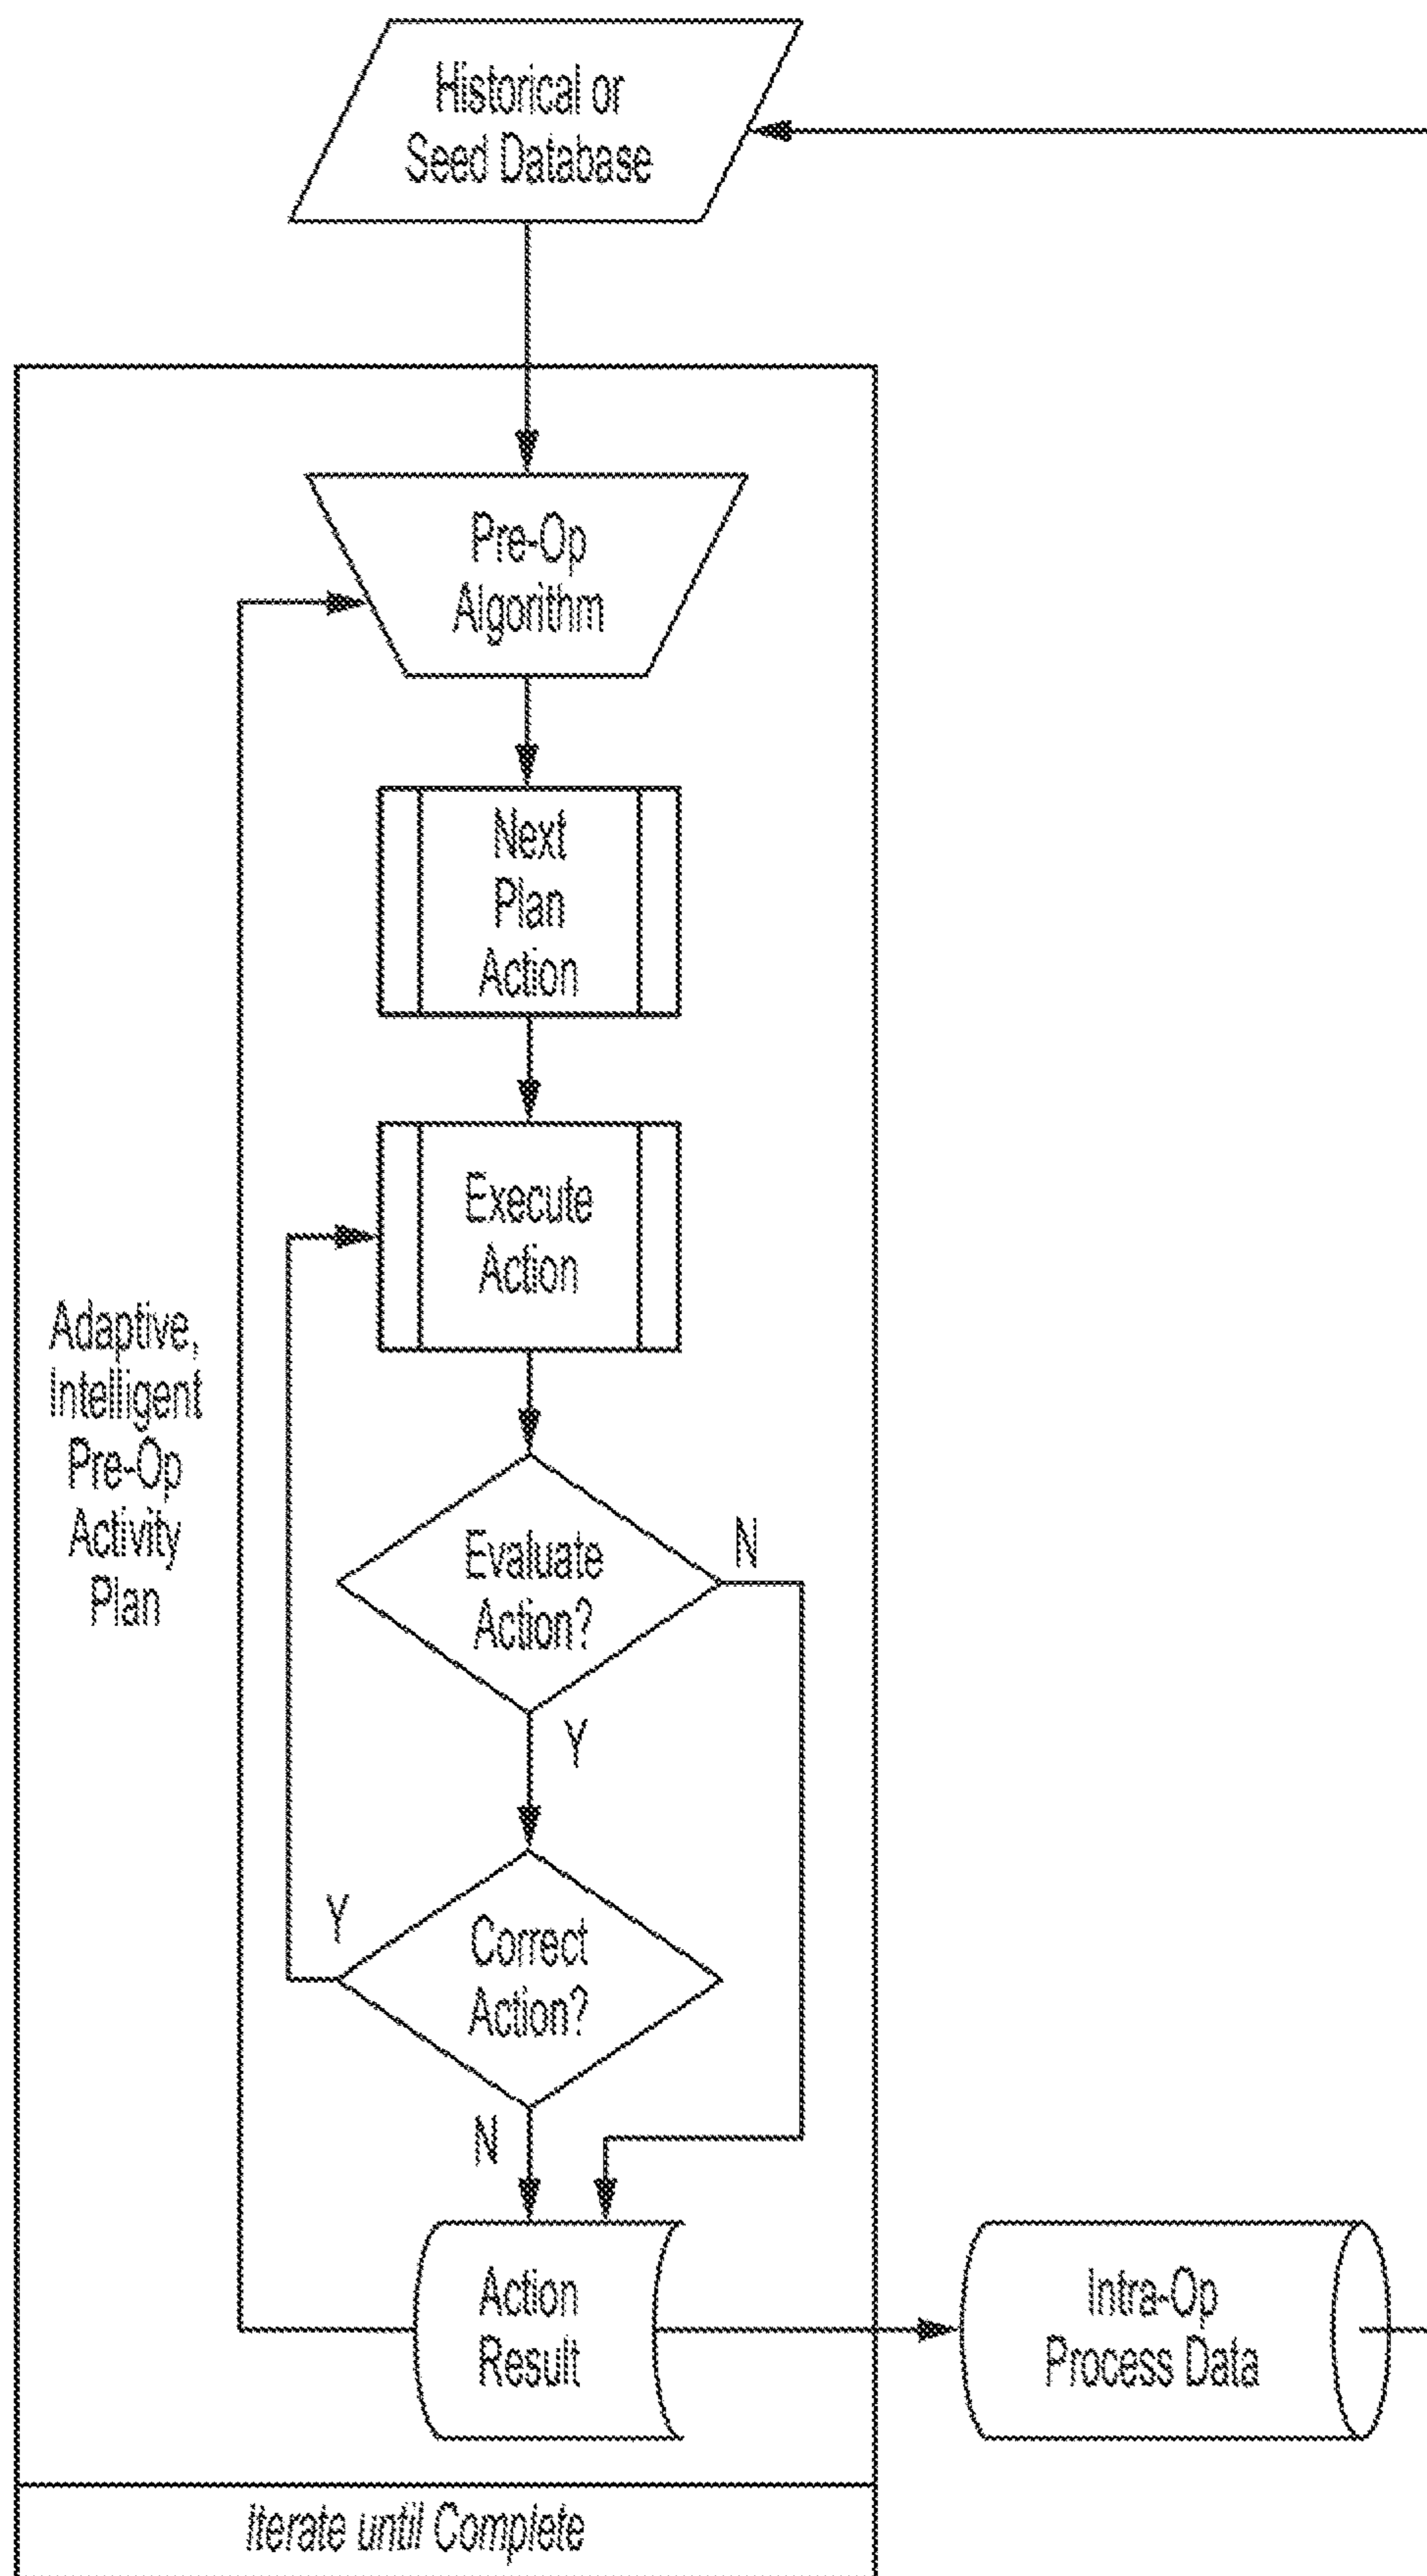 Historical or
Seed Database
Pre-Op
Algorithm
Next
Plan
Action
Execute
Action
Adaptive,
Intelligent
Pre-Op
Activity
Plan
Evaluate
Action?
N
Y
Y
Correct
Action?
N
Action
Result
Intra-Op
Process Data
Iterate until Complete